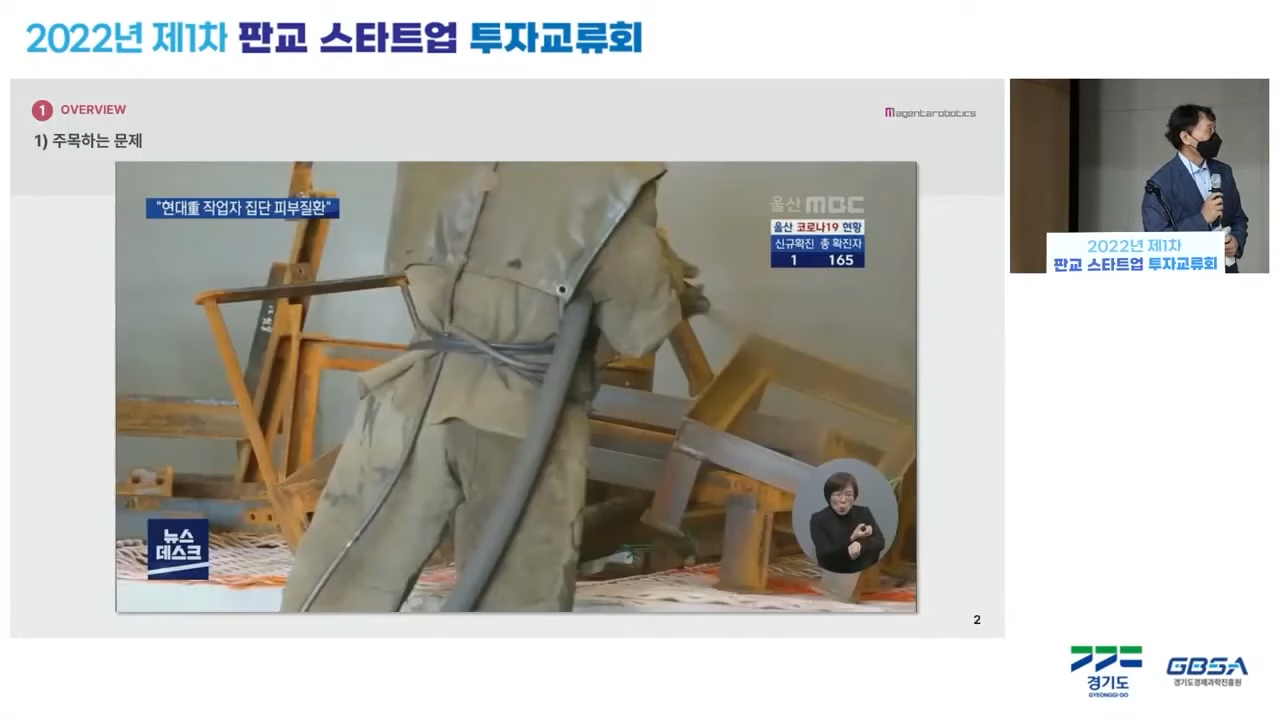 2022년 제1차 판교 스타트업 투자교류회
1 OVERVIEW
magentarobotics
1) 주목하는 문제
"현대重 작업자 집단 피부질환"
울산 MBC
울산 코로나19 현황
신규확진 총 확진자
1 165
뉴스
데스크
2
2022년 제1차
판교 스타트업 투자교류회
경기도
GYEONGGI-DO
GBSA
경기도경제과학진흥원